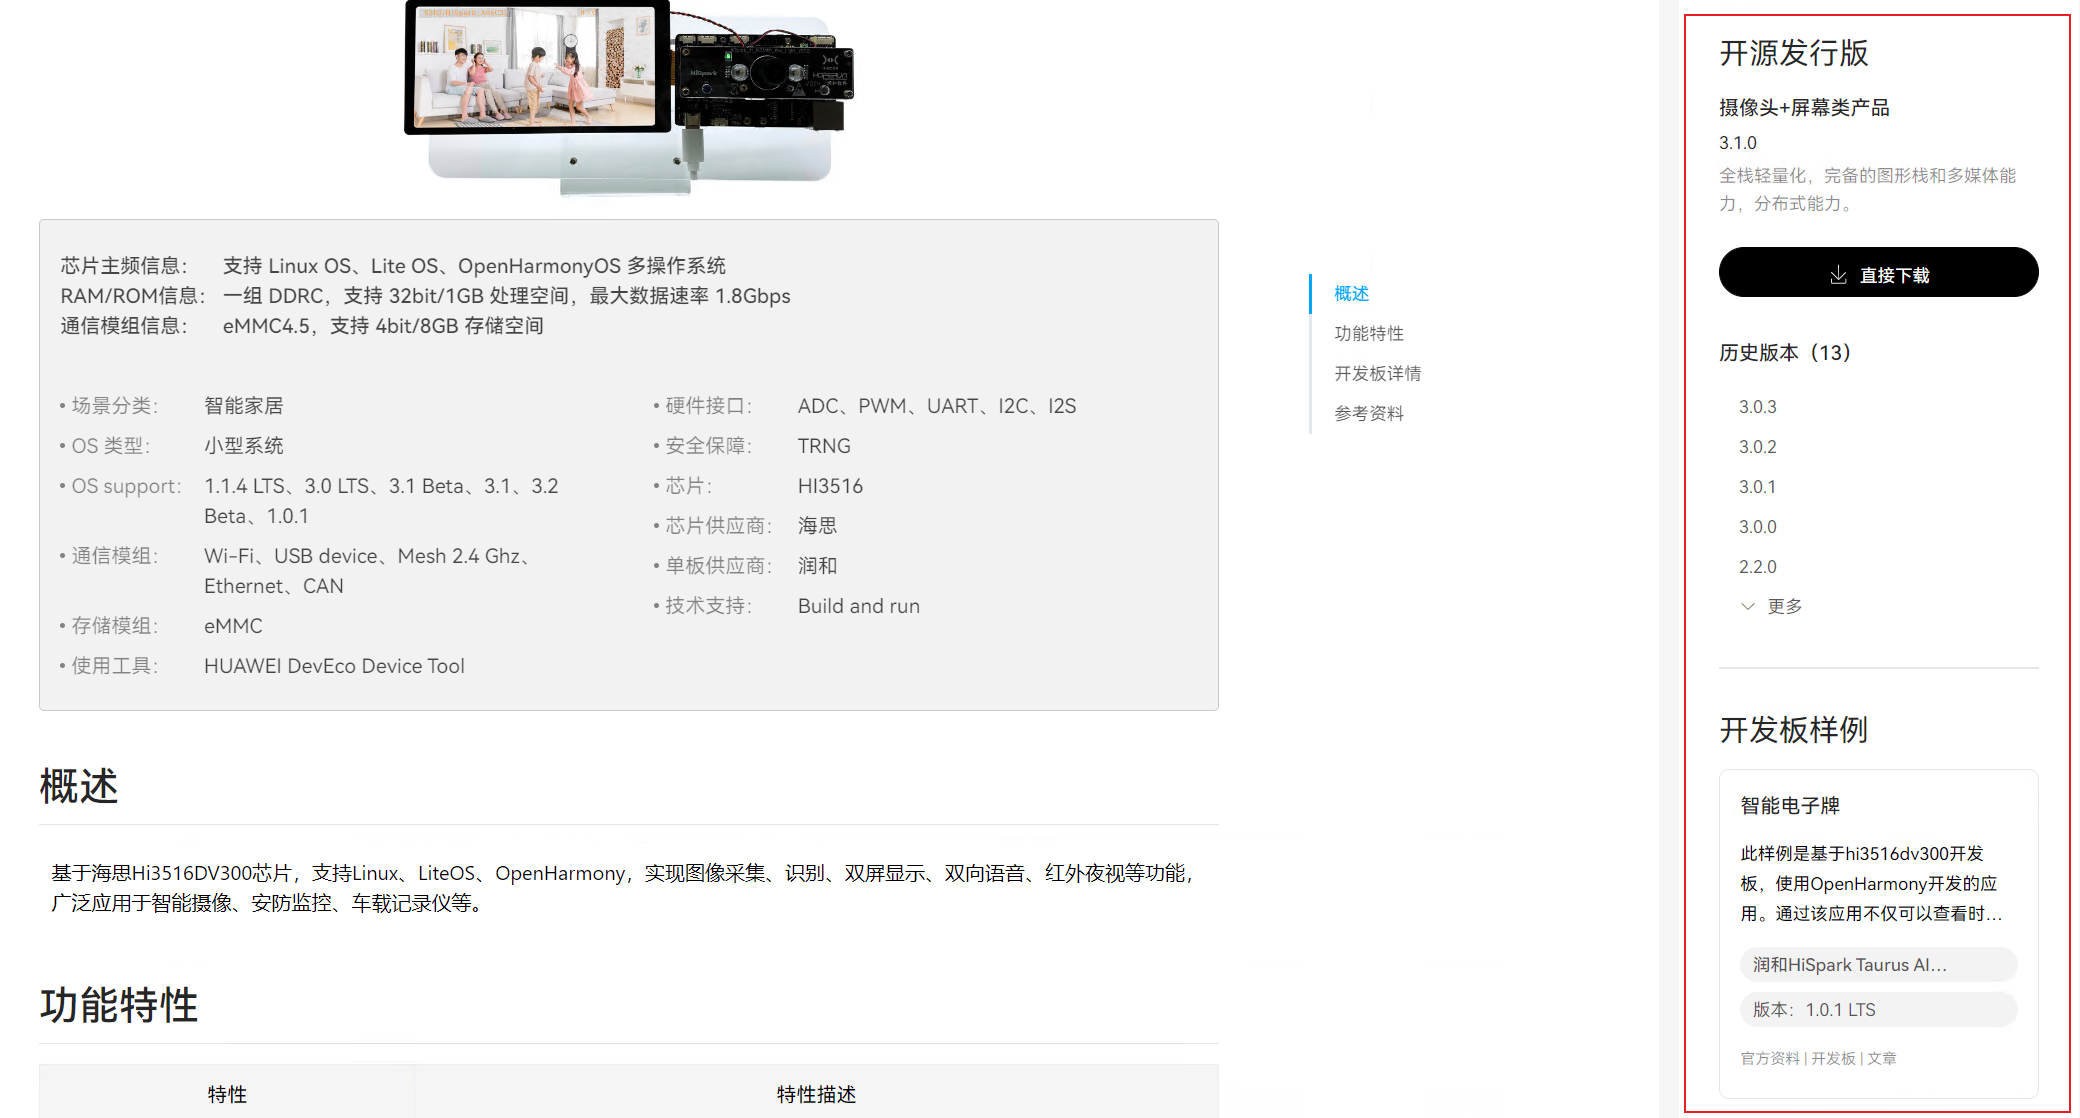 HiSpark
芯片主频信息： 支持 Linux OS、Lite OS、OpenHarmonyOS 多操作系统
RAM/ROM信息： 一组 DDRC，支持 32bit/1GB 处理空间，最大数据速率 1.8Gbps
通信模组信息： eMMC4.5，支持 4bit/8GB 存储空间
• 场景分类： 智能家居
• OS 类型： 小型系统
• OS support： 1.1.4 LTS、3.0 LTS、3.1 Beta、3.1、3.2
Beta、1.0.1
• 通信模组： Wi-Fi、USB device、Mesh 2.4 Ghz、
Ethernet、CAN
• 存储模组： eMMC
• 使用工具： HUAWEI DevEco Device Tool
• 硬件接口： ADC、PWM、UART、I2C、I2S
• 安全保障： TRNG
• 芯片： HI3516
• 芯片供应商： 海思
• 单板供应商： 润和
• 技术支持： Build and run
概述
基于海思Hi3516DV300芯片，支持Linux、LiteOS、OpenHarmony，实现图像采集、识别、双屏显示、双向语音、红外夜视等功能，
广泛应用于智能摄像、安防监控、车载记录仪等。
功能特性
特性 特性描述
概述
功能特性
开发板详情
参考资料
开源发行版
摄像头+屏幕类产品
3.1.0
全栈轻量化，完备的图形栈和多媒体能
力，分布式能力。
直接下载
历史版本（13）
3.0.3
3.0.2
3.0.1
3.0.0
2.2.0
更多
开发板样例
智能电子牌
此样例是基于hi3516dv300开发
板，使用OpenHarmony开发的应
用。通过该应用不仅可以查看时...
润和HiSpark Taurus AI...
版本：1.0.1 LTS
官方资料 | 开发板 | 文章